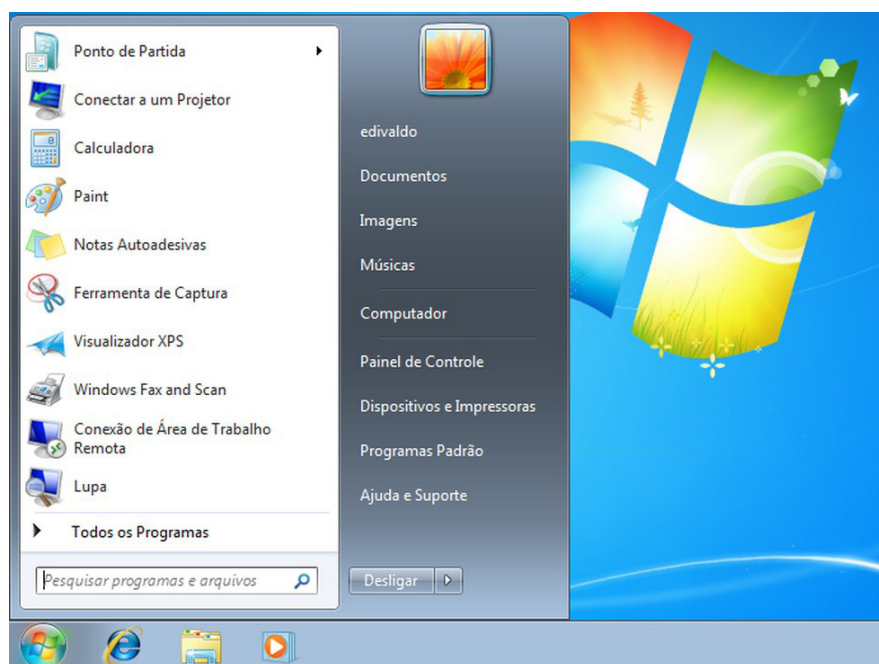 Ponto de Partida
Conectar a um Projetor
Calculadora
Paint
Notas Autoadesivas
Ferramenta de Captura
Visualizador XPS
Windows Fax and Scan
Conexão de Área de Trabalho
Remota
Lupa
Todos os Programas
Pesquisar programas e arquivos
edivaldo
Documentos
Imagens
Músicas
Computador
Painel de Controle
Dispositivos e Impressoras
Programas Padrão
Ajuda e Suporte
Desligar